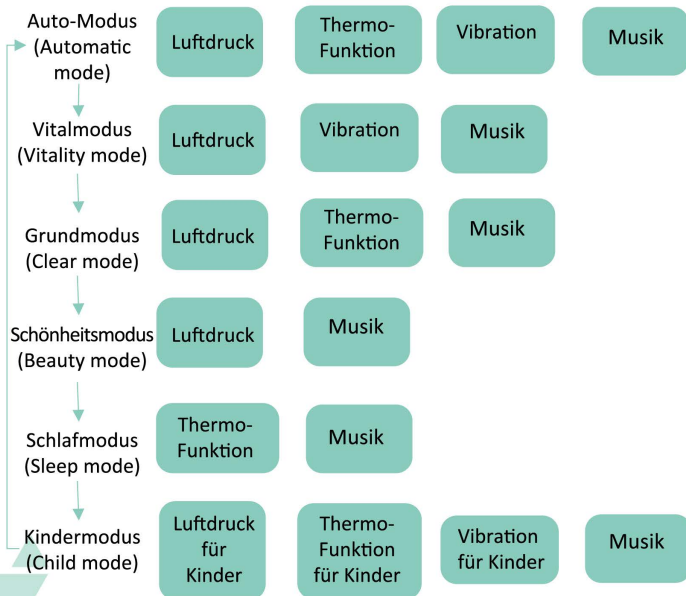 Auto-Modus
(Automatic
mode)
Luftdruck
Thermo-
Funktion
Vibration
Musik
Vitalmodus
(Vitality mode)
Luftdruck
Vibration
Musik
Grundmodus
(Clear mode)
Luftdruck
Thermo-
Funktion
Musik
Schönheitsmodus
(Beauty mode)
Luftdruck
Musik
Schlafmodus
(Sleep mode)
Thermo-
Funktion
Musik
Kindermodus
(Child mode)
Luftdruck
für
Kinder
Thermo-
Funktion
für Kinder
Vibration
für Kinder
Musik